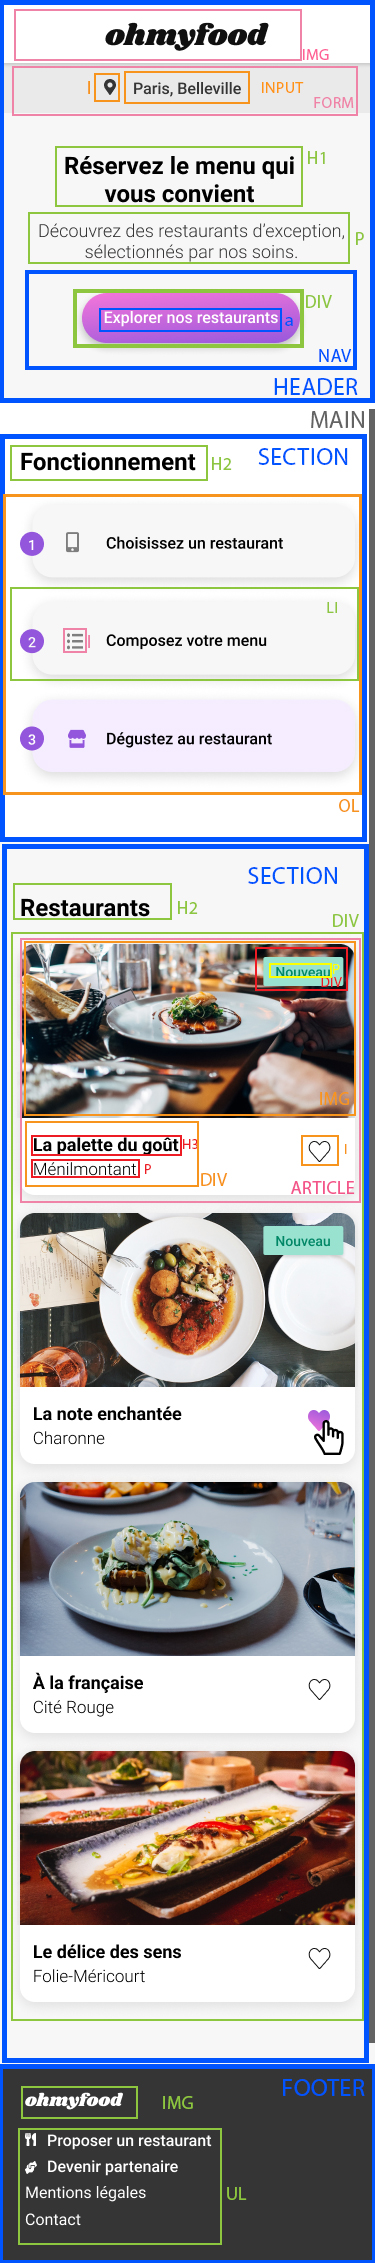 ohmyfood
IMG
I
Paris, Belleville
INPUT
FORM
Réservez le menu qui
vous convient
H1
Découvrez des restaurants d'exception,
sélectionnés par nos soins.
P
Explorer nos restaurants
a
DIV
NAV
HEADER
MAIN
Fonctionnement
H2
SECTION
1
Choisissez un restaurant
LI
2
I
Composez votre menu
3
Dégustez au restaurant
OL
SECTION
Restaurants
H2
DIV
Nouveau
P
DIV
IMG
La palette du goût
H3
Ménilmontant
P
DIV
I
ARTICLE
Nouveau
La note enchantée
Charonne
À la française
Cité Rouge
Le délice des sens
Folie-Méricourt
FOOTER
ohmyfood
IMG
Proposer un restaurant
Devenir partenaire
Mentions légales
UL
Contact